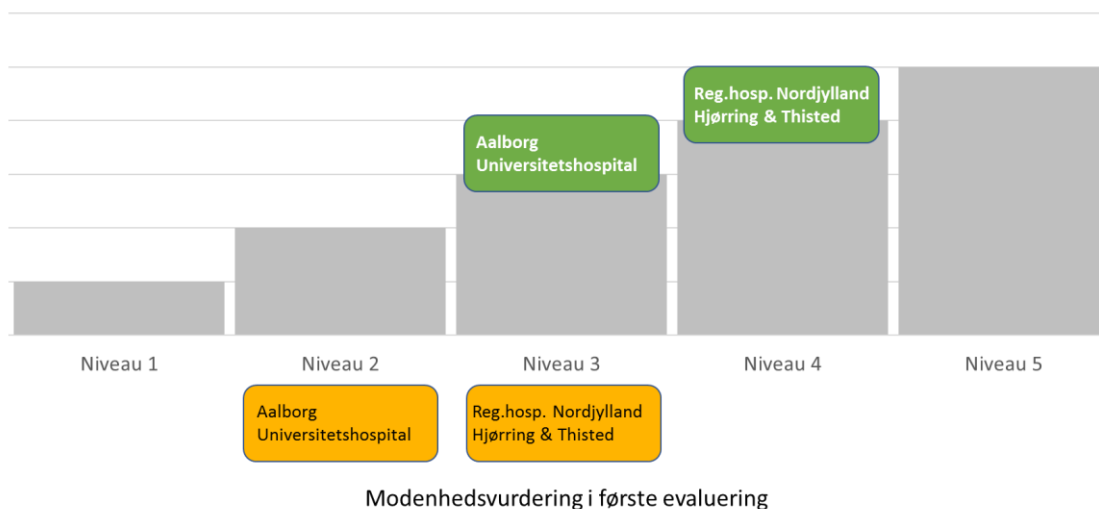 Reg.hosp. Nordjylland
Hjørring & Thisted
Aalborg
Universitetshospital
Niveau 1
Niveau 2
Niveau 3
Niveau 4
Niveau 5
Aalborg
Universitetshospital
Reg.hosp. Nordjylland
Hjørring & Thisted
Modenhedsvurdering i første evaluering